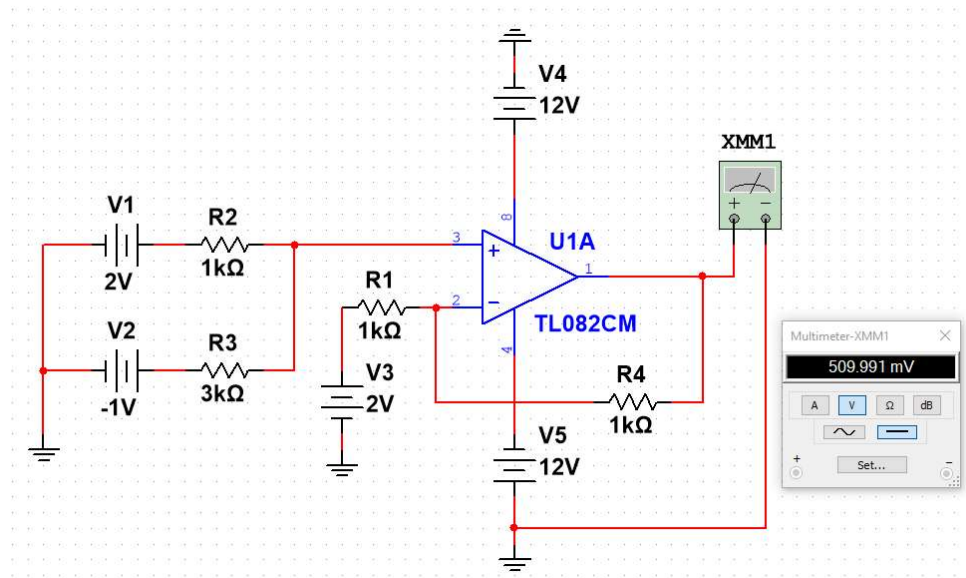 V4
12V
XMM1
+ −
V1
2V
R2
1kΩ
8
3
+
U1A
1
R1
1kΩ
2
−
TL082CM
4
V2
-1V
R3
3kΩ
V3
2V
R4
1kΩ
V5
12V
Multimeter-XMM1
509.991 mV
A V Ω dB
+
Set...
−